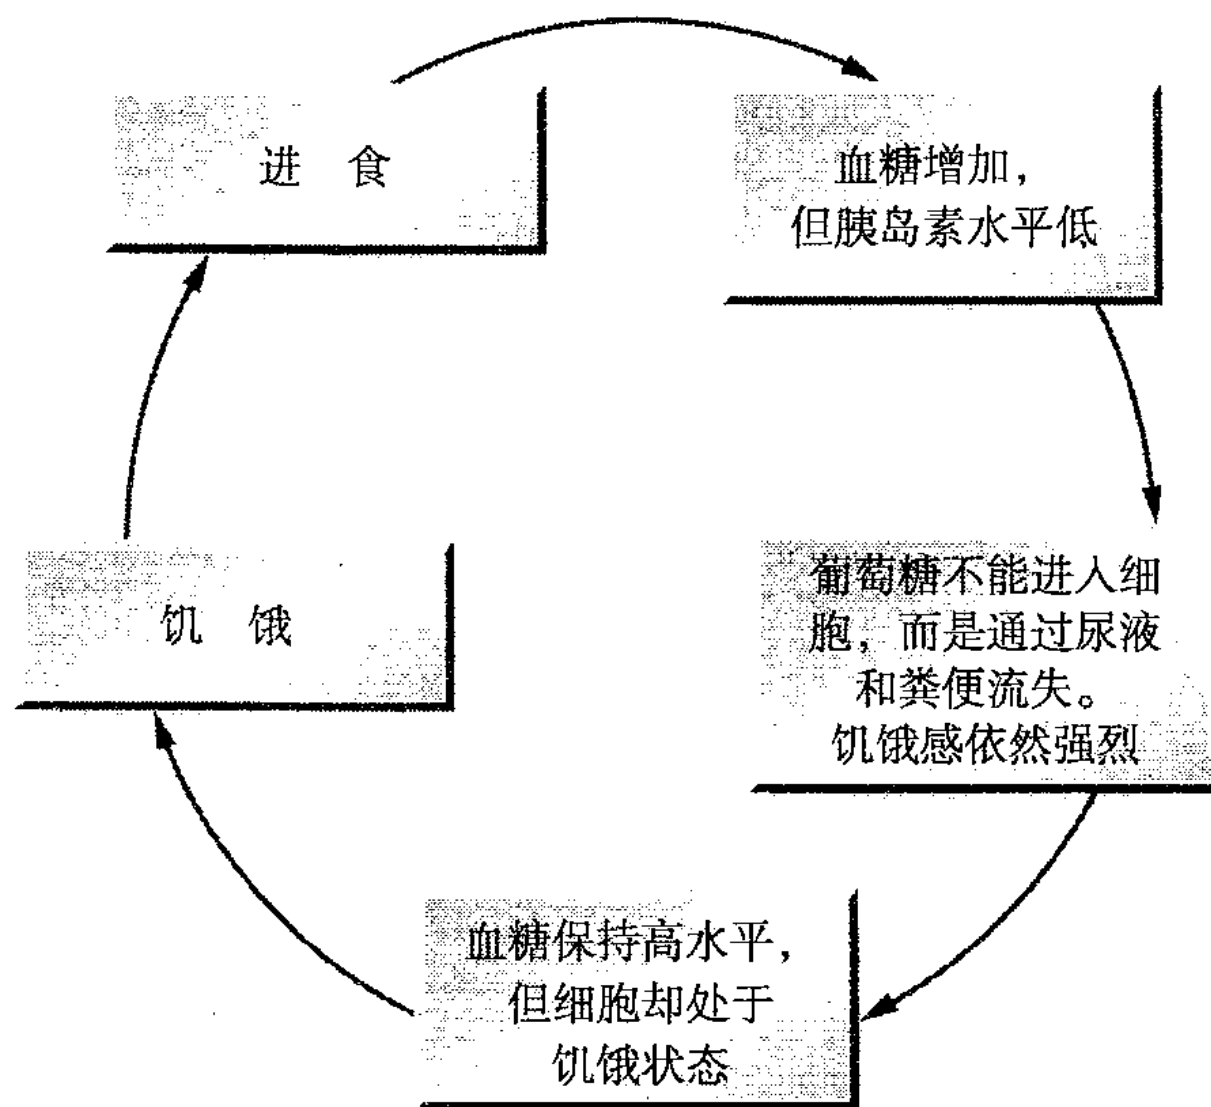 进 食
血糖增加，
但胰岛素水平低
葡萄糖不能进入细
胞，而是通过尿液
和粪便流失。
饥饿感依然强烈
血糖保持高水平，
但细胞却处于
饥饿状态
饥 饿